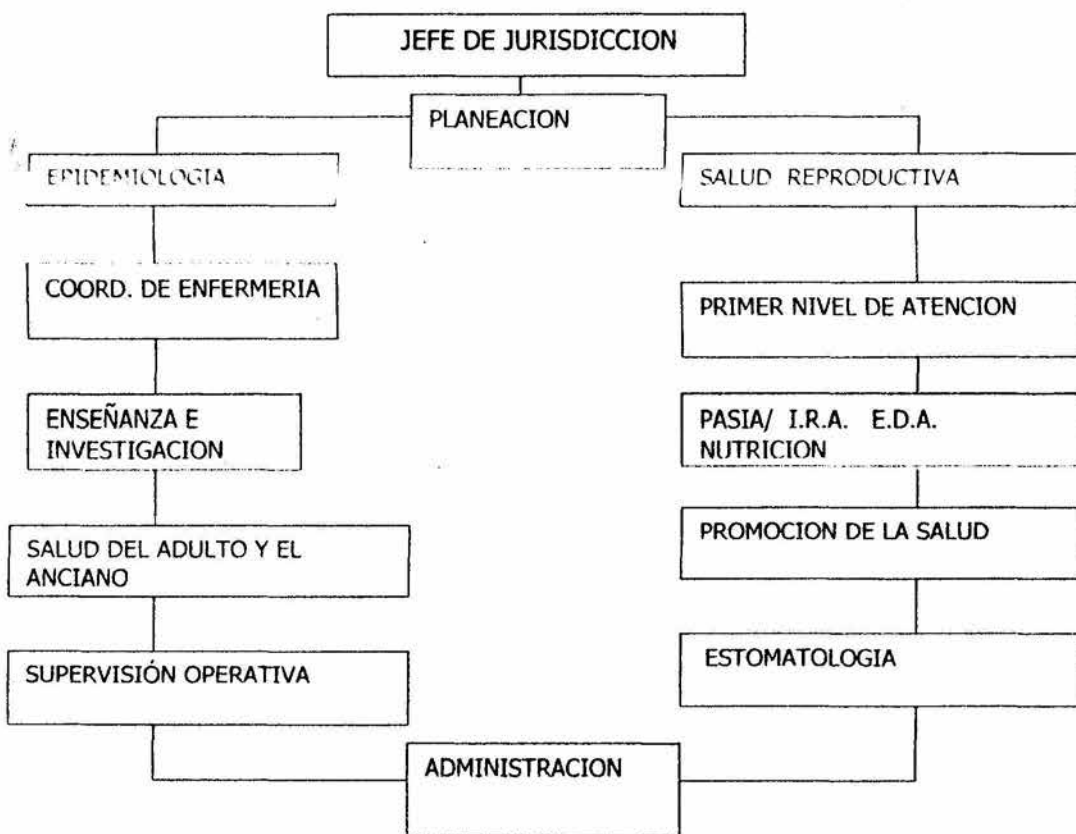 JEFE DE JURISDICCION
PLANEACION
EPIDEMIOLOGIA
SALUD REPRODUCTIVA
COORD. DE ENFERMERIA
PRIMER NIVEL DE ATENCION
ENSEÑANZA E
INVESTIGACION
PASIA/ I.R.A. E.D.A.
NUTRICION
SALUD DEL ADULTO Y EL
ANCIANO
PROMOCION DE LA SALUD
SUPERVISIÓN OPERATIVA
ESTOMATOLOGIA
ADMINISTRACION